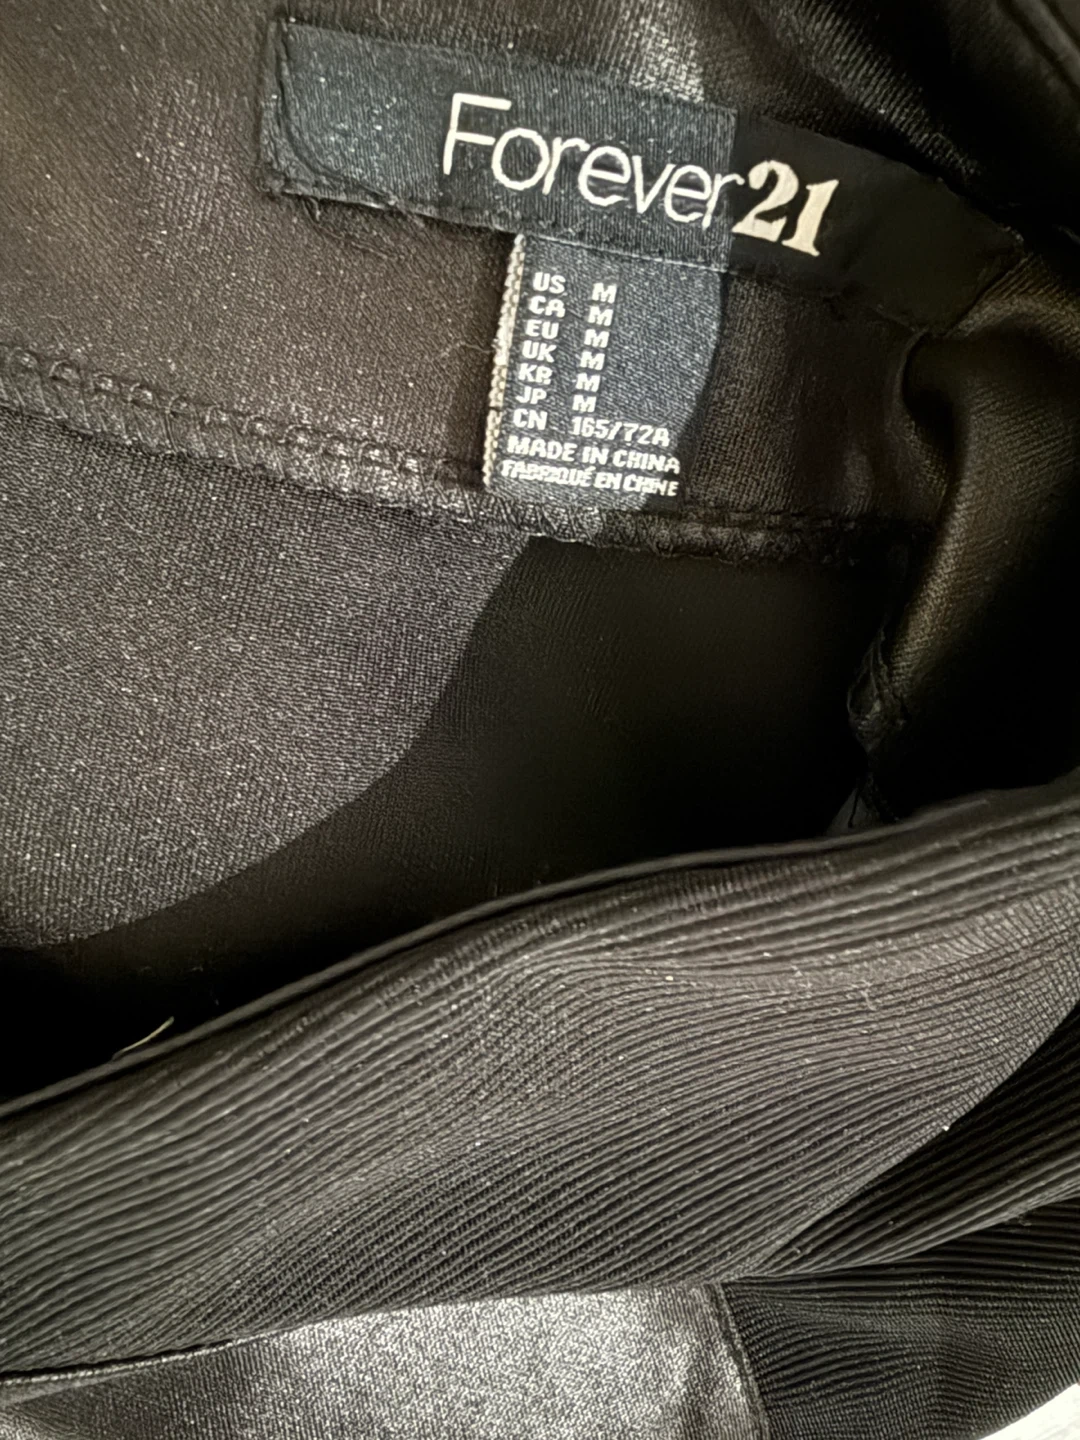 Forever21
US M
CA M
EU M
UK M
KR M
JP M
CN 165/72A
MADE IN CHINA
FABRIQUÉ EN CHINE